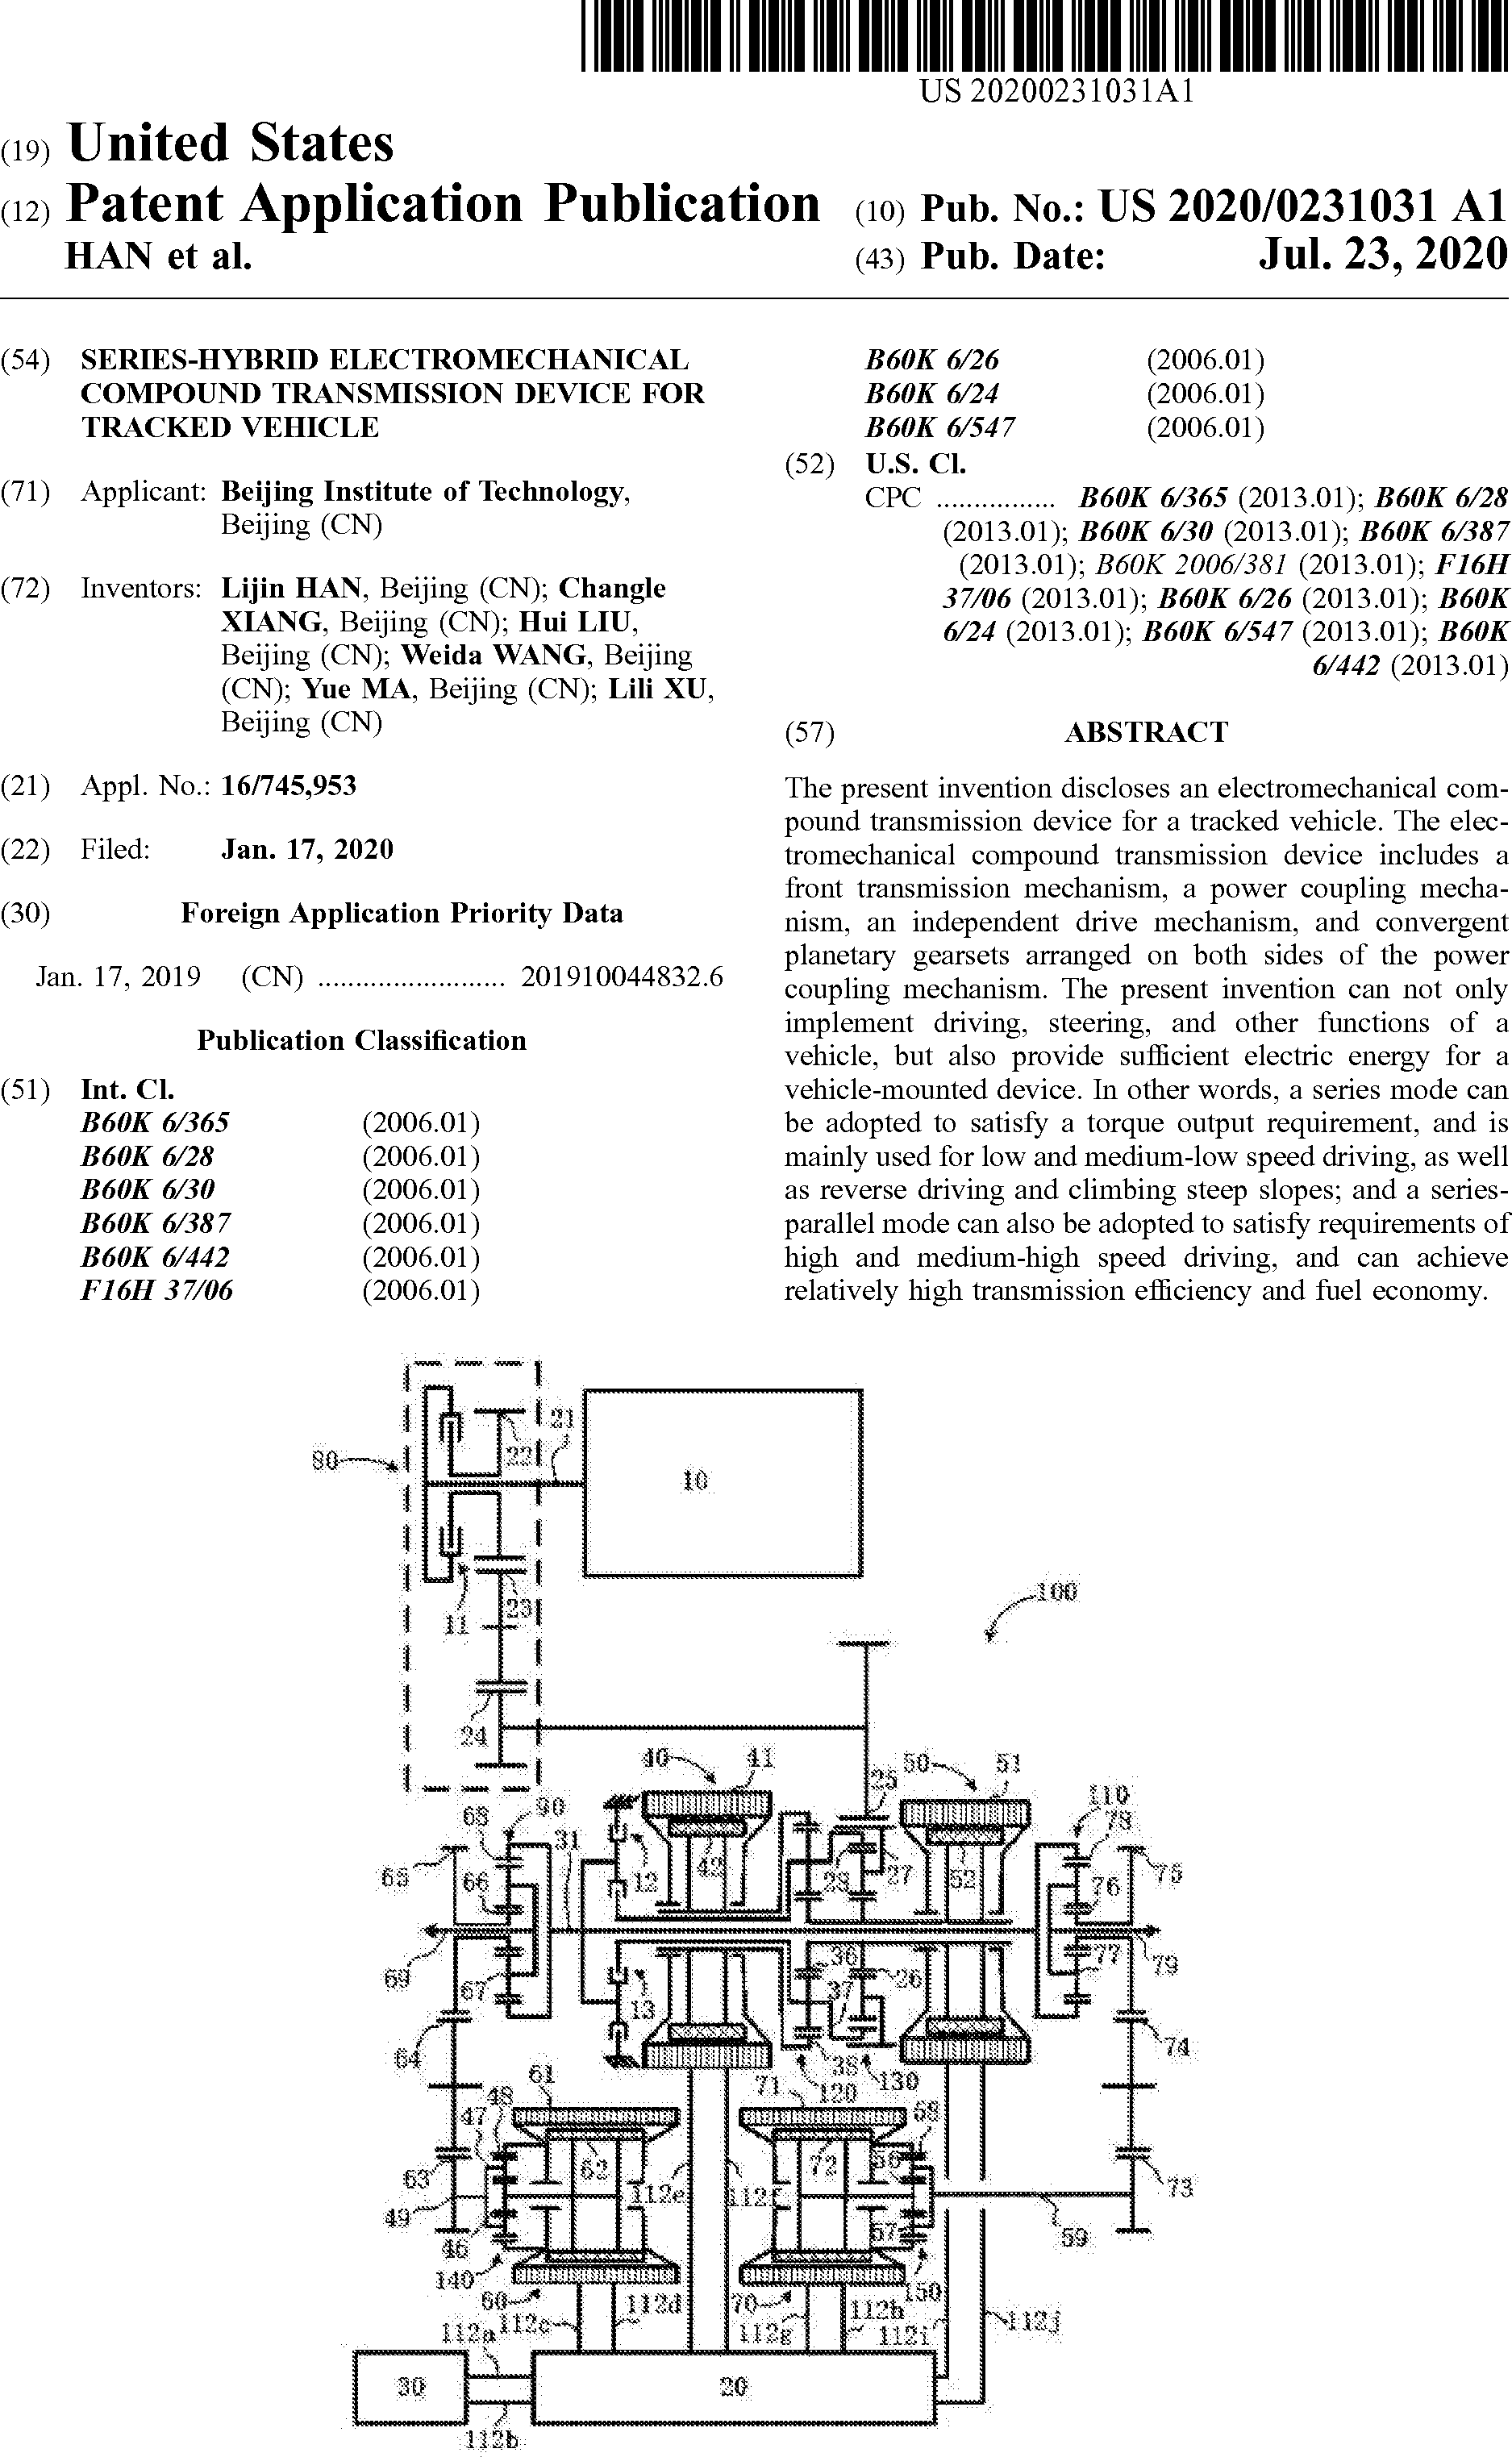 US 20200231031A1
(19) United States
(12) Patent Application Publication
HAN et al.
(10) Pub. No.: US 2020/0231031 A1
(43) Pub. Date: Jul. 23, 2020
(54) SERIES-HYBRID ELECTROMECHANICAL
COMPOUND TRANSMISSION DEVICE FOR
TRACKED VEHICLE
(71) Applicant: Beijing Institute of Technology,
Beijing (CN)
(72) Inventors: Lijin HAN, Beijing (CN); Changle
XIANG, Beijing (CN); Hui LIU,
Beijing (CN); Weida WANG, Beijing
(CN); Yue MA, Beijing (CN); Lili XU,
Beijing (CN)
(21) Appl. No.: 16/745,953
(22) Filed: Jan. 17, 2020
(30) Foreign Application Priority Data
Jan. 17, 2019 (CN) ......................... 201910044832.6
Publication Classification
(51) Int. Cl.
B60K 6/365 (2006.01)
B60K 6/28 (2006.01)
B60K 6/30 (2006.01)
B60K 6/387 (2006.01)
B60K 6/442 (2006.01)
F16H 37/06 (2006.01)
B60K 6/26 (2006.01)
B60K 6/24 (2006.01)
B60K 6/547 (2006.01)
(52) U.S. Cl.
CPC ................ B60K 6/365 (2013.01); B60K 6/28
(2013.01); B60K 6/30 (2013.01); B60K 6/387
(2013.01); B60K 2006/381 (2013.01); F16H
37/06 (2013.01); B60K 6/26 (2013.01); B60K
6/24 (2013.01); B60K 6/547 (2013.01); B60K
6/442 (2013.01)
(57) ABSTRACT
The present invention discloses an electromechanical com-
pound transmission device for a tracked vehicle. The elec-
tromechanical compound transmission device includes a
front transmission mechanism, a power coupling mecha-
nism, an independent drive mechanism, and convergent
planetary gearsets arranged on both sides of the power
coupling mechanism. The present invention can not only
implement driving, steering, and other functions of a
vehicle, but also provide sufficient electric energy for a
vehicle-mounted device. In other words, a series mode can
be adopted to satisfy a torque output requirement, and is
mainly used for low and medium-low speed driving, as well
as reverse driving and climbing steep slopes; and a series-
parallel mode can also be adopted to satisfy requirements of
high and medium-high speed driving, and can achieve
relatively high transmission efficiency and fuel economy.
21
22
80
10
11
23
100
24
40 41
50 51
25
110
68 90
78
31
65
66
12
42
28 27
52
76
75
69
67
13
36
37
26
77
79
64
38
120
130
74
61
71
48
47
58
63
62
72
56
73
49
112e
112f
46
57
59
140
60
112c
112d
70
112g
112h
150
112i
112j
112a
30
20
112b